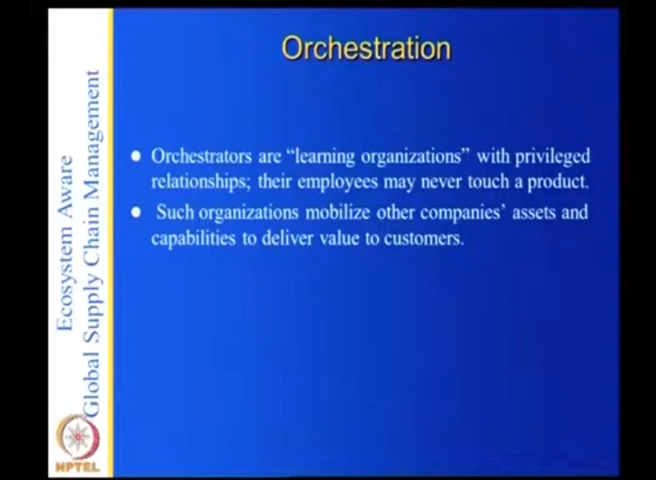 Orchestration
Ecosystem Aware
Global Supply Chain Management
● Orchestrators are “learning organizations” with privileged
relationships; their employees may never touch a product.
● Such organizations mobilize other companies’ assets and
capabilities to deliver value to customers.
NPTEL